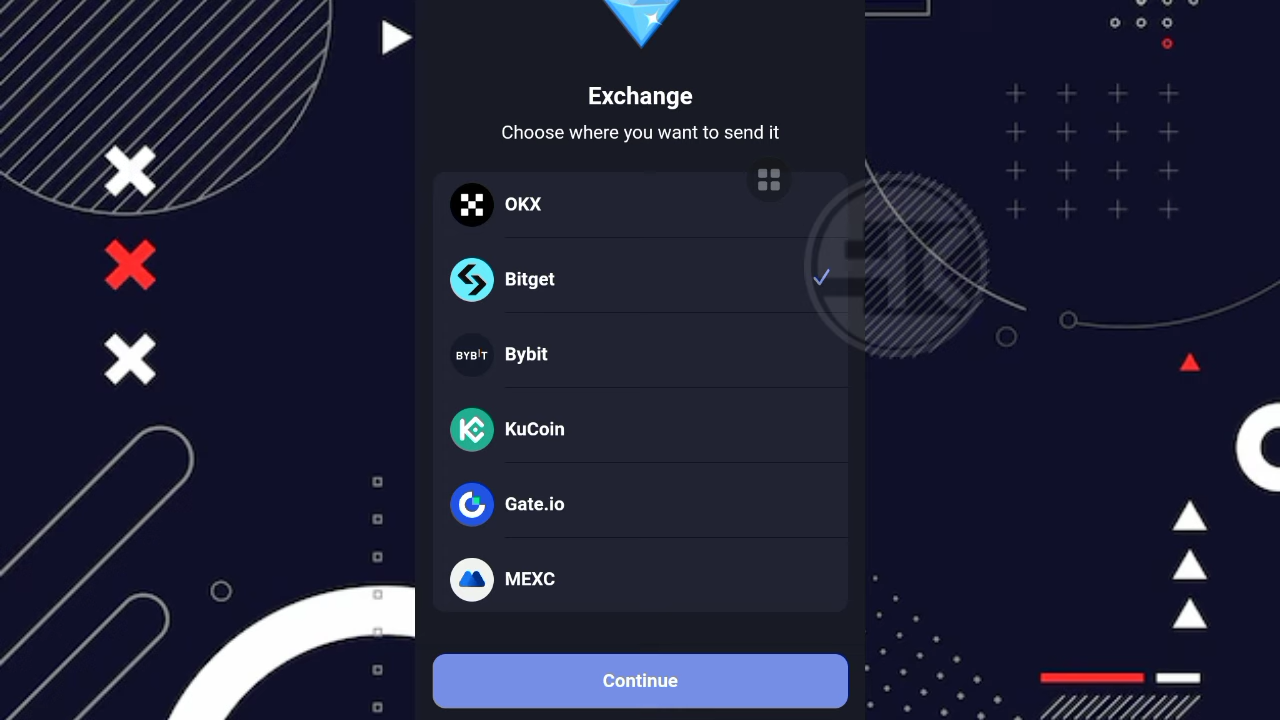 Exchange
Choose where you want to send it
OKX
Bitget
BYBIT
Bybit
KuCoin
Gate.io
MEXC
Continue